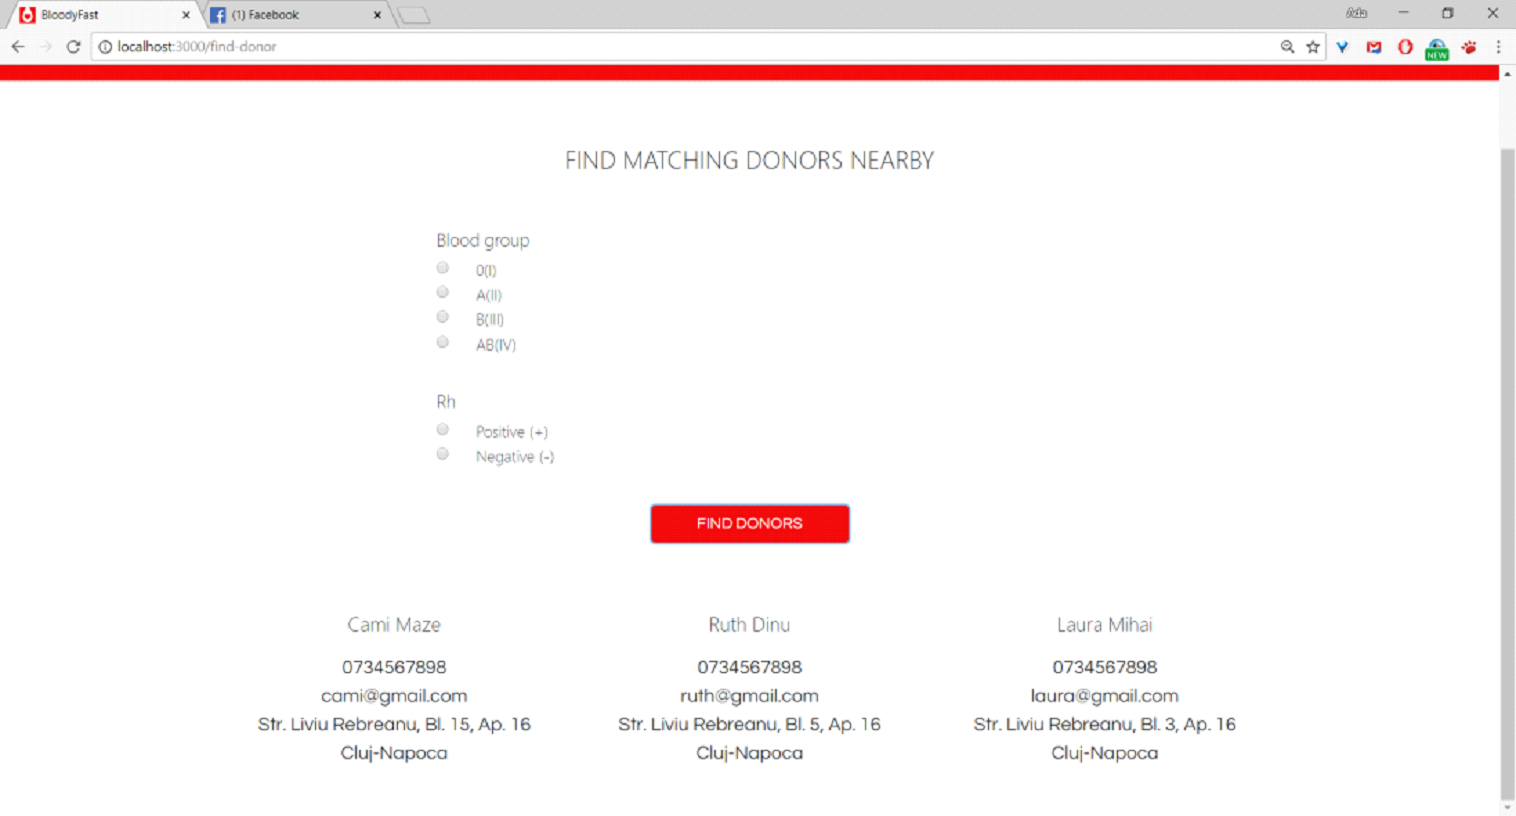 BloodyFast
(1) Facebook
Ada
localhost:3000/find-donor
NEW
FIND MATCHING DONORS NEARBY
Blood group
0(I)
A(II)
B(III)
AB(IV)
Rh
Positive (+)
Negative (-)
FIND DONORS
Cami Maze
0734567898
cami@gmail.com
Str. Liviu Rebreanu, Bl. 15, Ap. 16
Cluj-Napoca
Ruth Dinu
0734567898
ruth@gmail.com
Str. Liviu Rebreanu, Bl. 5, Ap. 16
Cluj-Napoca
Laura Mihai
0734567898
laura@gmail.com
Str. Liviu Rebreanu, Bl. 3, Ap. 16
Cluj-Napoca